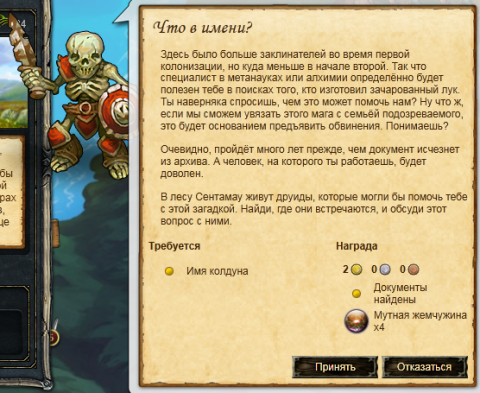 Что в имени?
Здесь было больше заклинателей во время первой
колонизации, но куда меньше в начале второй. Так что
специалист в метанауках или алхимии определённо будет
полезен тебе в поисках того, кто изготовил зачарованный лук.
Ты наверняка спросишь, чем это может помочь нам? Ну что ж,
если мы сможем увязать этого мага с семьёй подозреваемого,
это будет основанием предъявить обвинения. Понимаешь?
Очевидно, пройдёт много лет прежде, чем документ исчезнет
из архива. А человек, на которого ты работаешь, будет
доволен.
В лесу Сентамау живут друиды, которые могли бы помочь тебе
с этой загадкой. Найди, где они встречаются, и обсуди этот
вопрос с ними.
Требуется
Имя колдуна
Награда
2 0 0
Документы
найдены
Мутная жемчужина
x4
Принять
Отказаться
бы
ой
рах
в,
ще